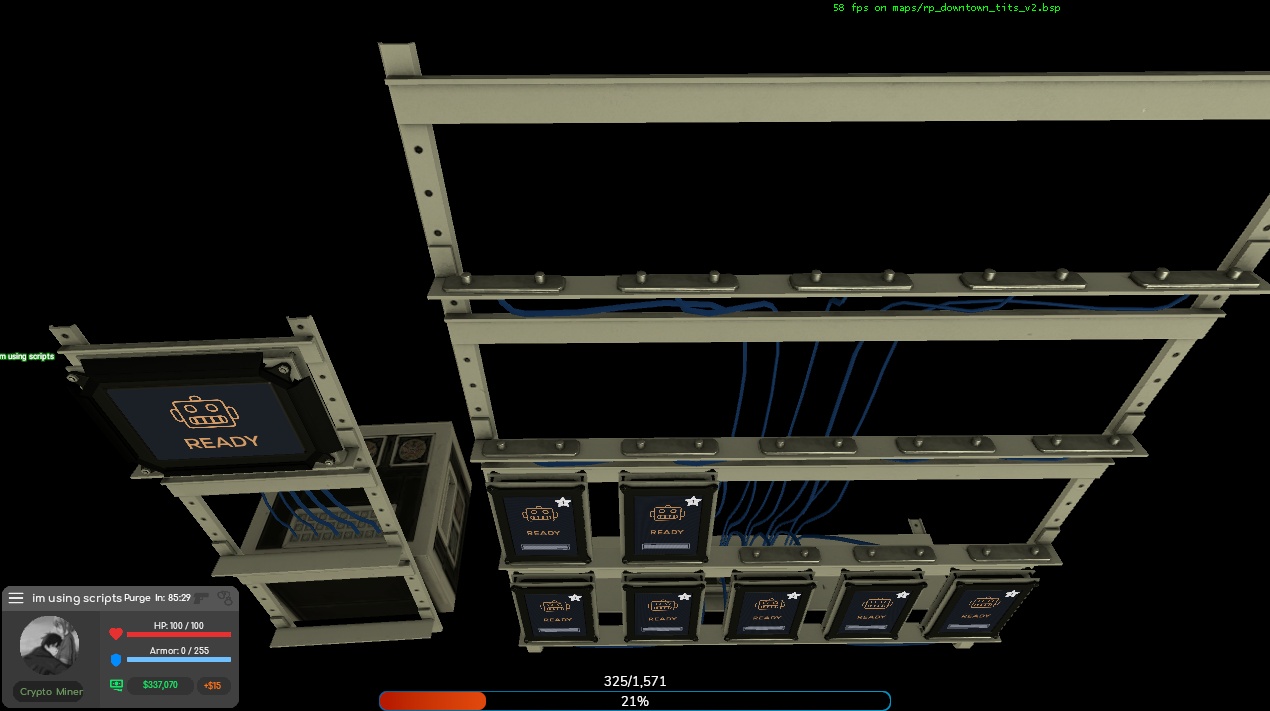 58 fps on maps/rp_downtown_tits_v2.bsp
m using scripts
READY
READY
READY
READY
READY
READY
READY
READY
im using scripts
Purge In: 85:29
HP: 100 / 100
Armor: 0 / 255
$337,070
+$15
Crypto Miner
325/1,571
21%